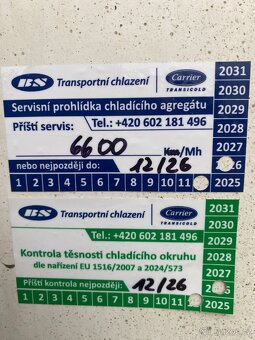 BS Transportní chlazení Carrier TRANSICOLD 2031
2030
Servisní prohlídka chladícího agregátu 2029
Příští servis: Tel.: +420 602 181 496 2028
6600 Km/Mh 2027
nebo nejpozději do: 12/26 2026
1 2 3 4 5 6 7 8 9 10 11 2025
BS Transportní chlazení Carrier TRANSICOLD 2031
Tel.: +420 602 181 496 2030
2029
Kontrola těsnosti chladícího okruhu 2028
dle nařízení EU 1516/2007 a 2024/573 2027
Příští kontrola nejpozději: 12/26 2026
1 2 3 4 5 6 7 8 9 10 11 2025